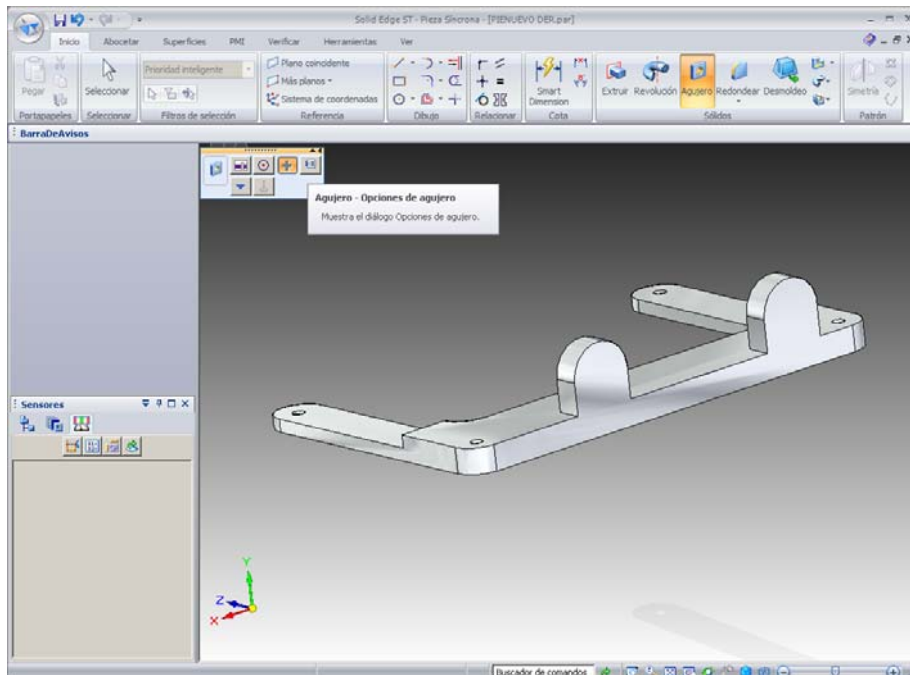 Solid Edge ST - Pieza Síncrona - [PIENUEVO DER.par]
Inicio Abocetar Superficies PMI Verificar Herramientas Ver
Pegar
Seleccionar
Prioridad inteligente
Plano coincidente
Más planos
Sistema de coordenadas
Smart
Dimension
Extruir Revolución Agujero Redondear Desmoldeo
Simetría
Portapapeles Seleccionar Filtros de selección Referencia Dibujo Relacionar Cota Sólidos Patrón
BarraDeAvisos
Agujero - Opciones de agujero
Muestra el diálogo Opciones de agujero.
Sensores
Y
Z
X
Buscador de comandos